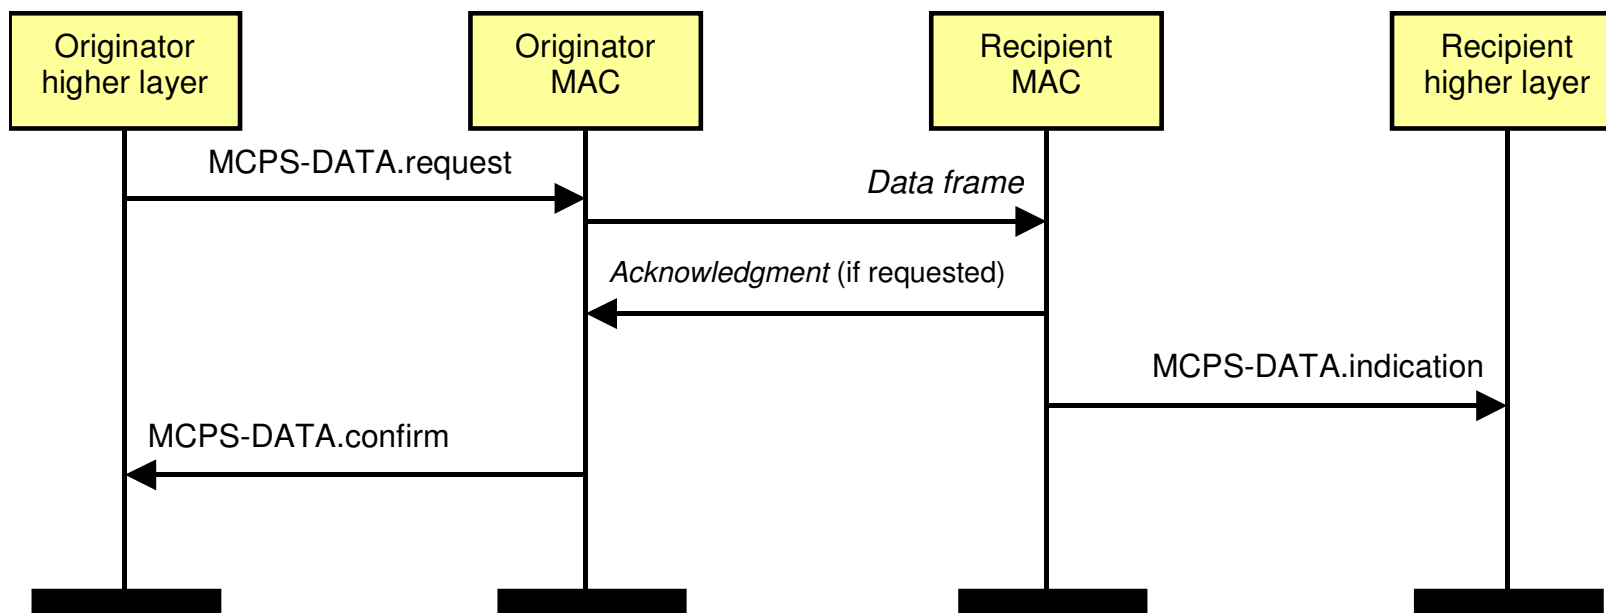 Originator
higher layer
Originator
MAC
Recipient
MAC
Recipient
higher layer
MCPS-DATA.request
Data frame
Acknowledgment (if requested)
MCPS-DATA.indication
MCPS-DATA.confirm